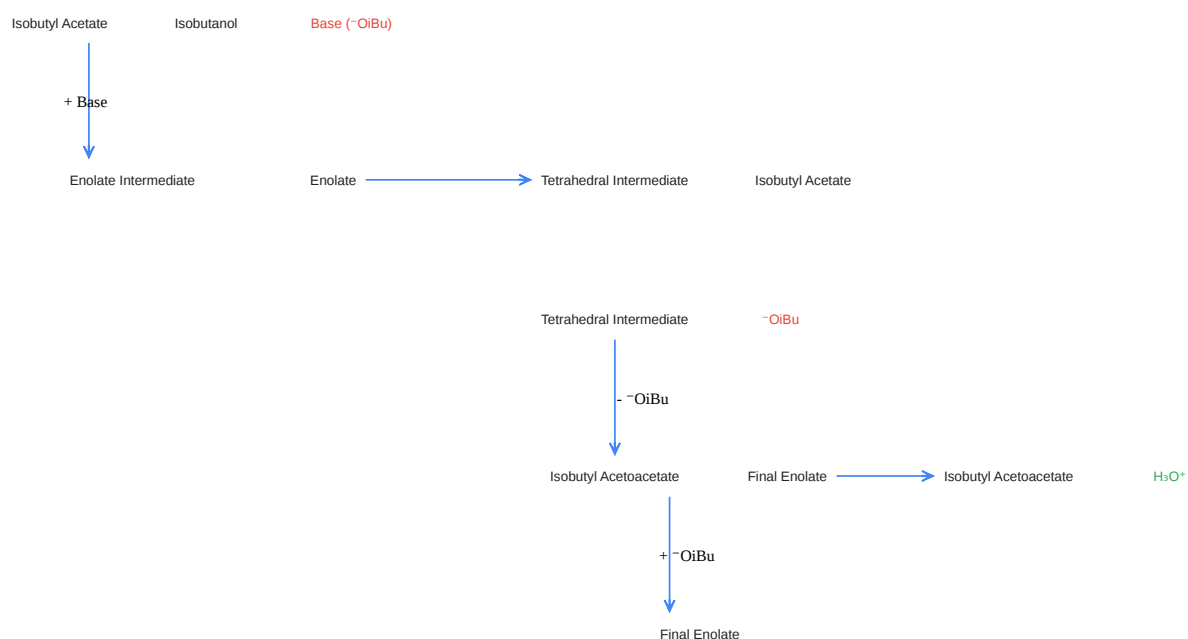 Isobutyl Acetate Isobutanol Base (⁻OiBu)
+ Base
Enolate Intermediate Enolate Tetrahedral Intermediate Isobutyl Acetate
Tetrahedral Intermediate ⁻OiBu
- ⁻OiBu
Isobutyl Acetoacetate Final Enolate Isobutyl Acetoacetate H₃O⁺
+ ⁻OiBu
Final Enolate